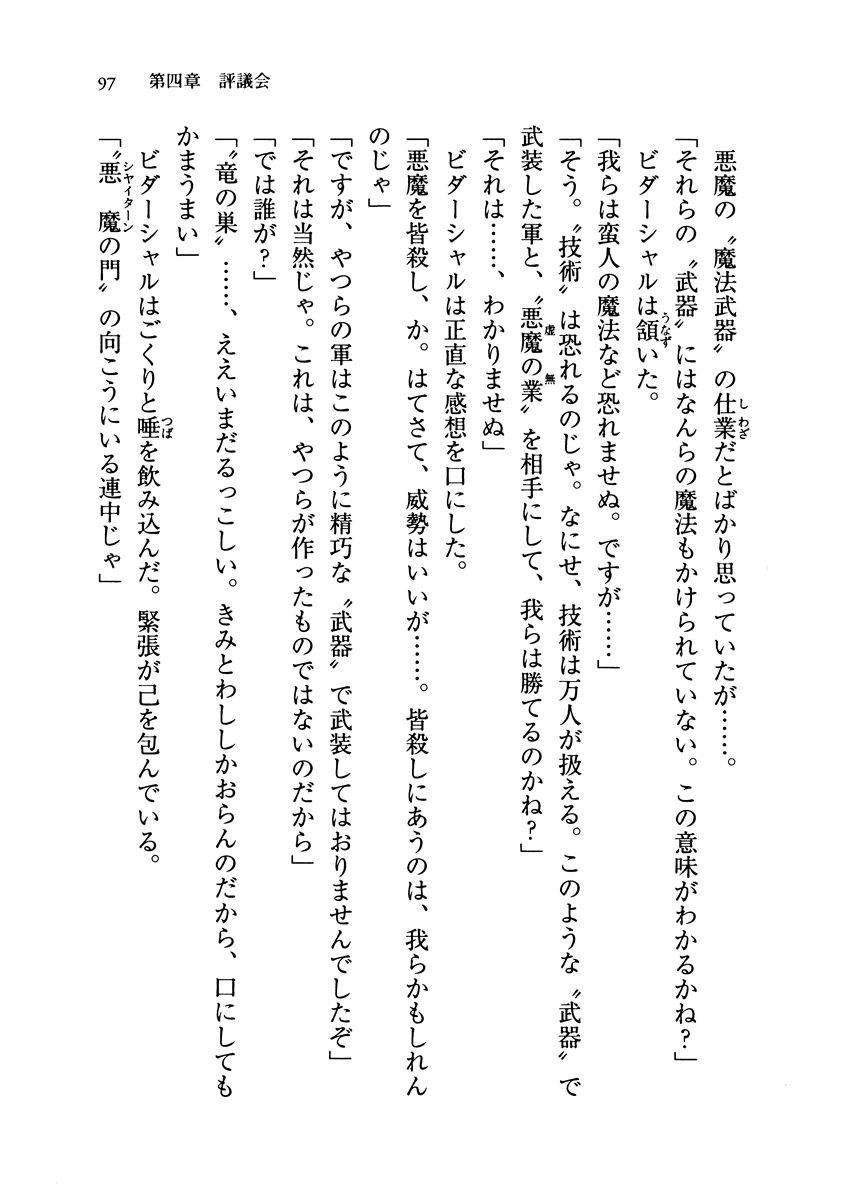 97　第四章　評議会
　悪魔の〝魔法武器〟の仕業だとばかり思っていたが……。
「それらの〝武器〟にはなんらの魔法もかけられていない。この意味がわかるかね？」
　ビダーシャルは頷いた。
「我らは蛮人の魔法など恐れませぬ。ですが……」
「そう。〝技術〟は恐れるのじゃ。なにせ、技術は万人が扱える。このような〝武器〟で
武装した軍と、〝悪魔の業〟を相手にして、我らは勝てるのかね？」
「それは……、わかりませぬ」
　ビダーシャルは正直な感想を口にした。
「悪魔を皆殺し、か。はてさて、威勢はいいが……。皆殺しにあうのは、我らかもしれん
のじゃ」
「ですが、やつらの軍はこのように精巧な〝武器〟で武装してはおりませんでしたぞ」
「それは当然じゃ。これは、やつらが作ったものではないのだから」
「では誰が？」
「〝竜の巣〟……、ええいまだるっこしい。きみとわししかおらんのだから、口にしても
かまうまい」
　ビダーシャルはごくりと唾を飲み込んだ。緊張が己を包んでいる。
「〝悪魔の門〟の向こうにいる連中じゃ」